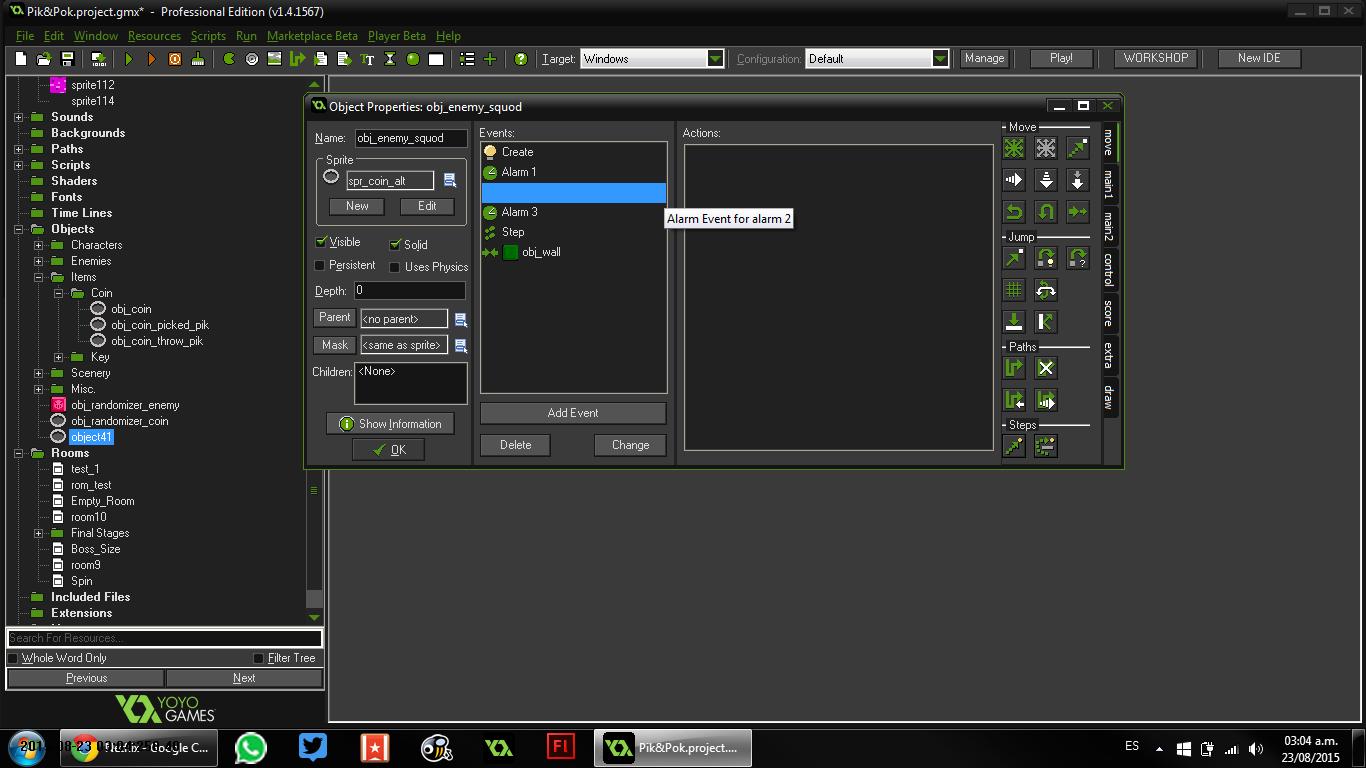 Pik&Pok.project.gmx* - Professional Edition (v1.4.1567)
File Edit Window Resources Scripts Run Marketplace Beta Player Beta Help
Target: Windows Configuration: Default Manage Play! WORKSHOP New IDE
sprite112
sprite114
Sounds
Backgrounds
Paths
Scripts
Shaders
Fonts
Time Lines
Objects
Characters
Enemies
Items
Coin
obj_coin
obj_coin_picked_pik
obj_coin_throw_pik
Key
Scenery
Misc.
obj_randomizer_enemy
obj_randomizer_coin
object41
Rooms
test_1
rom_test
Empty_Room
room10
Final Stages
Boss_Size
room9
Spin
Included Files
Extensions
Search For Resources...
Whole Word Only Filter Tree
Previous Next
YOYO
GAMES
Object Properties: obj_enemy_squod
Name: obj_enemy_squod
Sprite
spr_coin_alt
New Edit
Visible Solid
Persistent Uses Physics
Depth: 0
Parent <no parent>
Mask <same as sprite>
Children: <None>
Show Information
OK
Events:
Create
Alarm 1
Alarm 3
Step
obj_wall
Add Event
Delete Change
Alarm Event for alarm 2
Actions:
Move
Jump
Paths
Steps
move
main1
main2
control
score
extra
draw
Google C...
Fl
Pik&Pok.project....
ES
03:04 a.m.
23/08/2015